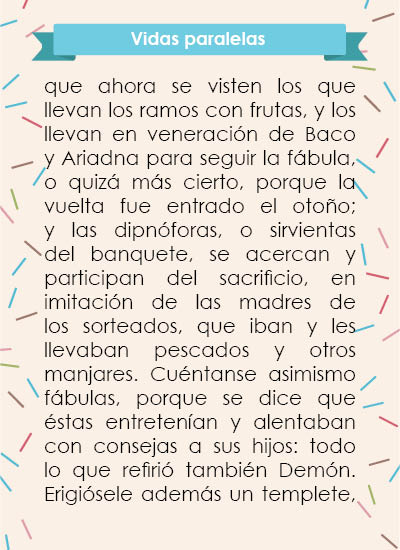 Vidas paralelas
que ahora se visten los que
llevan los ramos con frutas, y los
llevan en veneración de Baco
y Ariadna para seguir la fábula,
o quizá más cierto, porque la
vuelta fue entrado el otoño;
y las dipnóforas, o sirvientas
del banquete, se acercan y
participan del sacrificio, en
imitación de las madres de
los sorteados, que iban y les
llevaban pescados y otros
manjares. Cuéntanse asimismo
fábulas, porque se dice que
éstas entretenían y alentaban
con consejas a sus hijos: todo
lo que refirió también Demón.
Erigiósele además un templete,